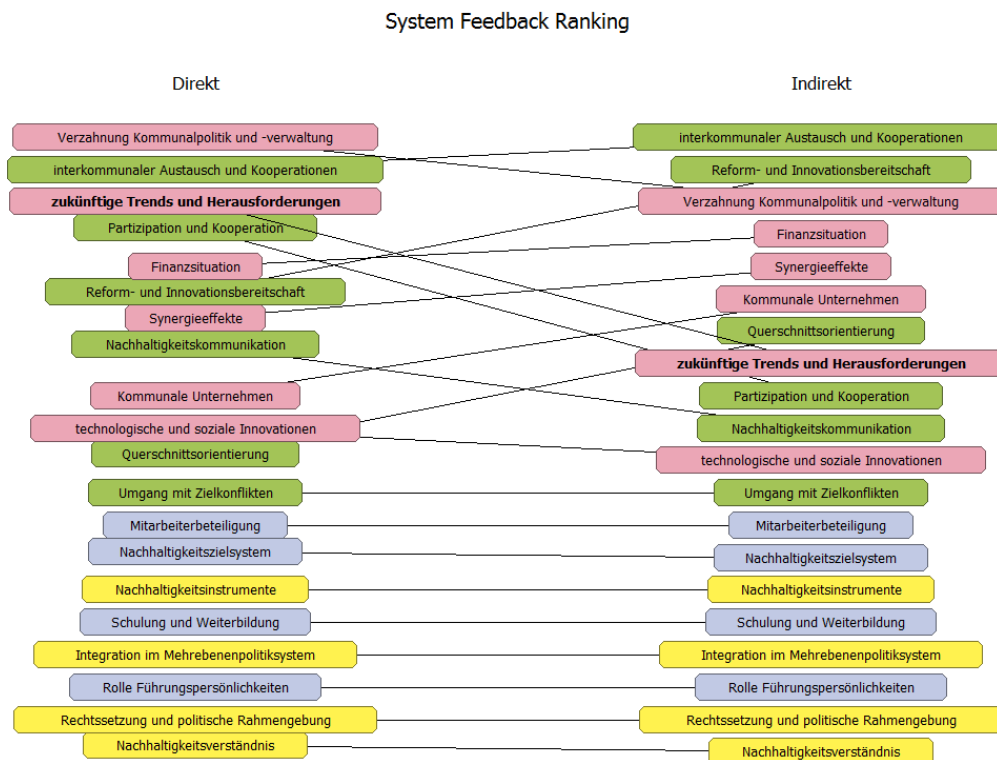 System Feedback Ranking
Direkt
Indirekt
Verzahnung Kommunalpolitik und -verwaltung
interkommunaler Austausch und Kooperationen
zukünftige Trends und Herausforderungen
Partizipation und Kooperation
Finanzsituation
Reform- und Innovationsbereitschaft
Synergieeffekte
Nachhaltigkeitskommunikation
Kommunale Unternehmen
technologische und soziale Innovationen
Querschnittsorientierung
Umgang mit Zielkonflikten
Mitarbeiterbeteiligung
Nachhaltigkeitszielsystem
Nachhaltigkeitsinstrumente
Schulung und Weiterbildung
Integration im Mehrebenenpolitiksystem
Rolle Führungspersönlichkeiten
Rechtssetzung und politische Rahmengebung
Nachhaltigkeitsverständnis
interkommunaler Austausch und Kooperationen
Reform- und Innovationsbereitschaft
Verzahnung Kommunalpolitik und -verwaltung
Finanzsituation
Synergieeffekte
Kommunale Unternehmen
Querschnittsorientierung
zukünftige Trends und Herausforderungen
Partizipation und Kooperation
Nachhaltigkeitskommunikation
technologische und soziale Innovationen
Umgang mit Zielkonflikten
Mitarbeiterbeteiligung
Nachhaltigkeitszielsystem
Nachhaltigkeitsinstrumente
Schulung und Weiterbildung
Integration im Mehrebenenpolitiksystem
Rolle Führungspersönlichkeiten
Rechtssetzung und politische Rahmengebung
Nachhaltigkeitsverständnis